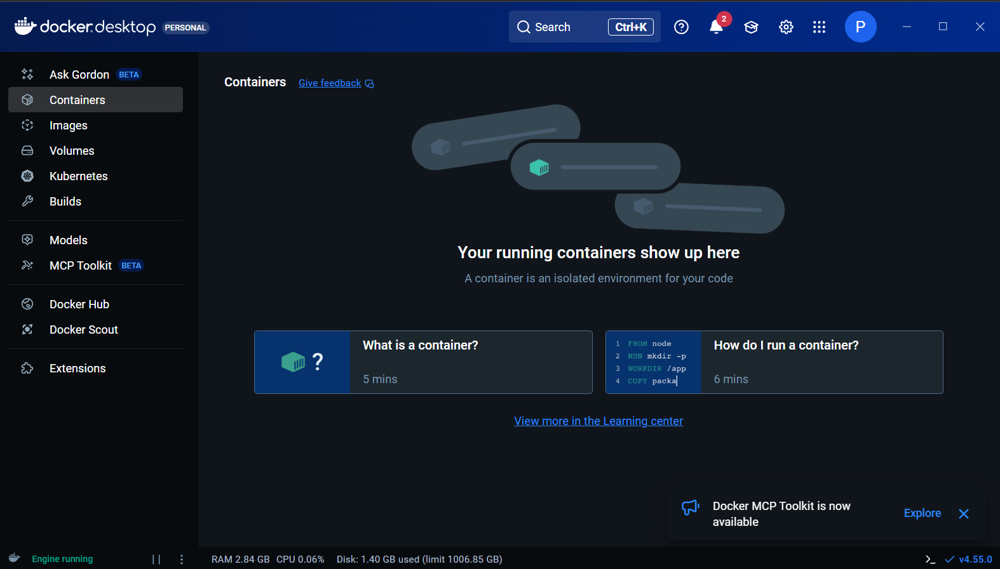 docker desktop PERSONAL
Search Ctrl+K
2
P
Ask Gordon BETA
Containers
Images
Volumes
Kubernetes
Builds
Models
MCP Toolkit BETA
Docker Hub
Docker Scout
Extensions
Containers Give feedback
Your running containers show up here
A container is an isolated environment for your code
?
What is a container?
5 mins
1 FROM node
2 RUN mkdir -p
3 WORKDIR /app
4 COPY packa
How do I run a container?
6 mins
View more in the Learning center
Docker MCP Toolkit is now
available
Explore
Engine running
RAM 2.84 GB CPU 0.06% Disk: 1.40 GB used (limit 1006.85 GB)
v4.55.0